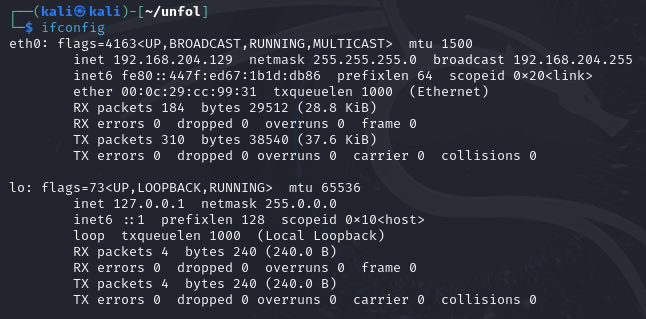 ┌──(kali㉿kali)-[~/unfol]
└─$ ifconfig
eth0: flags=4163<UP,BROADCAST,RUNNING,MULTICAST>  mtu 1500
        inet 192.168.204.129  netmask 255.255.255.0  broadcast 192.168.204.255
        inet6 fe80::447f:ed67:1b1d:db86  prefixlen 64  scopeid 0×20<link>
        ether 00:0c:29:cc:99:31  txqueuelen 1000  (Ethernet)
        RX packets 184  bytes 29512 (28.8 KiB)
        RX errors 0  dropped 0  overruns 0  frame 0
        TX packets 310  bytes 38540 (37.6 KiB)
        TX errors 0  dropped 0 overruns 0  carrier 0  collisions 0

lo: flags=73<UP,LOOPBACK,RUNNING>  mtu 65536
        inet 127.0.0.1  netmask 255.0.0.0
        inet6 ::1  prefixlen 128  scopeid 0×10<host>
        loop  txqueuelen 1000  (Local Loopback)
        RX packets 4  bytes 240 (240.0 B)
        RX errors 0  dropped 0  overruns 0  frame 0
        TX packets 4  bytes 240 (240.0 B)
        TX errors 0  dropped 0 overruns 0  carrier 0  collisions 0